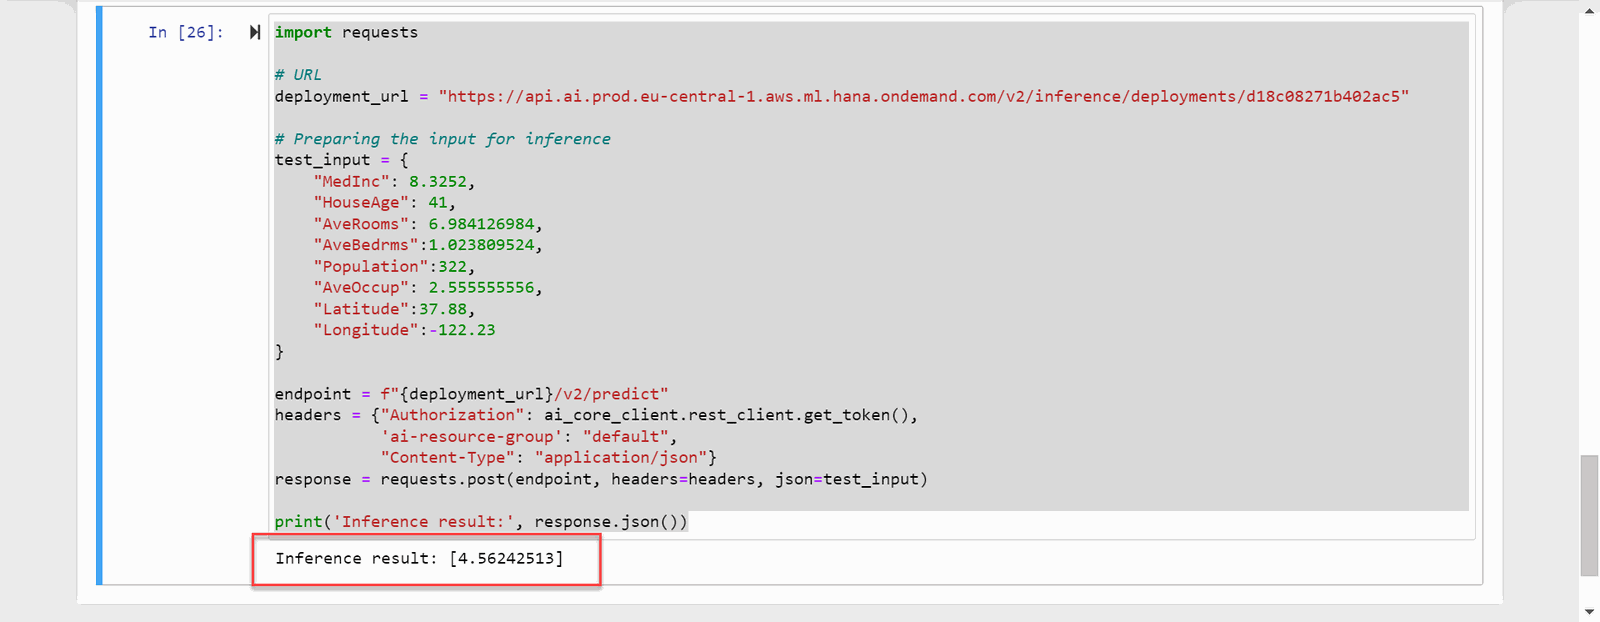 In [26]:
import requests
# URL
deployment_url = "https://api.ai.prod.eu-central-1.aws.ml.hana.ondemand.com/v2/inference/deployments/d18c08271b402ac5"
# Preparing the input for inference
test_input = {
    "MedInc": 8.3252,
    "HouseAge": 41,
    "AveRooms": 6.984126984,
    "AveBedrms":1.023809524,
    "Population":322,
    "AveOccup": 2.555555556,
    "Latitude":37.88,
    "Longitude":-122.23
}
endpoint = f"{deployment_url}/v2/predict"
headers = {"Authorization": ai_core_client.rest_client.get_token(),
           'ai-resource-group': "default",
           "Content-Type": "application/json"}
response = requests.post(endpoint, headers=headers, json=test_input)
print('Inference result:', response.json())
Inference result: [4.56242513]